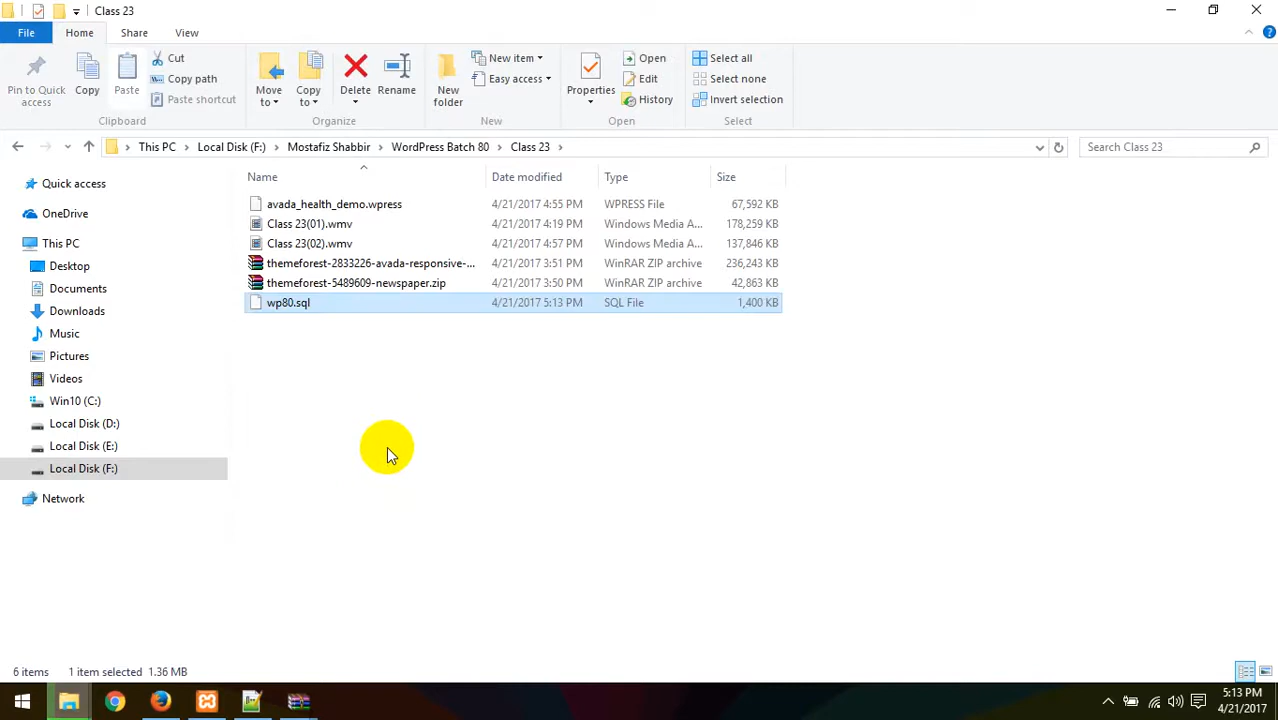 Class 23
File Home Share View
Pin to Quick access
Copy
Paste
Cut
Copy path
Paste shortcut
Clipboard
Move to
Copy to
Delete
Rename
Organize
New folder
New item
Easy access
New
Properties
Open
Edit
History
Open
Select all
Select none
Invert selection
Select
This PC Local Disk (F:) Mostafiz Shabbir WordPress Batch 80 Class 23
Search Class 23
Quick access
OneDrive
This PC
Desktop
Documents
Downloads
Music
Pictures
Videos
Win10 (C:)
Local Disk (D:)
Local Disk (E:)
Local Disk (F:)
Network
Name Date modified Type Size
avada_health_demo.wpress 4/21/2017 4:55 PM WPRESS File 67,592 KB
Class 23(01).wmv 4/21/2017 4:19 PM Windows Media A... 178,259 KB
Class 23(02).wmv 4/21/2017 4:57 PM Windows Media A... 137,846 KB
themeforest-2833226-avada-responsive-... 4/21/2017 3:51 PM WinRAR ZIP archive 236,243 KB
themeforest-5489609-newspaper.zip 4/21/2017 3:50 PM WinRAR ZIP archive 42,863 KB
wp80.sql 4/21/2017 5:13 PM SQL File 1,400 KB
6 items 1 item selected 1.36 MB
5:13 PM
4/21/2017